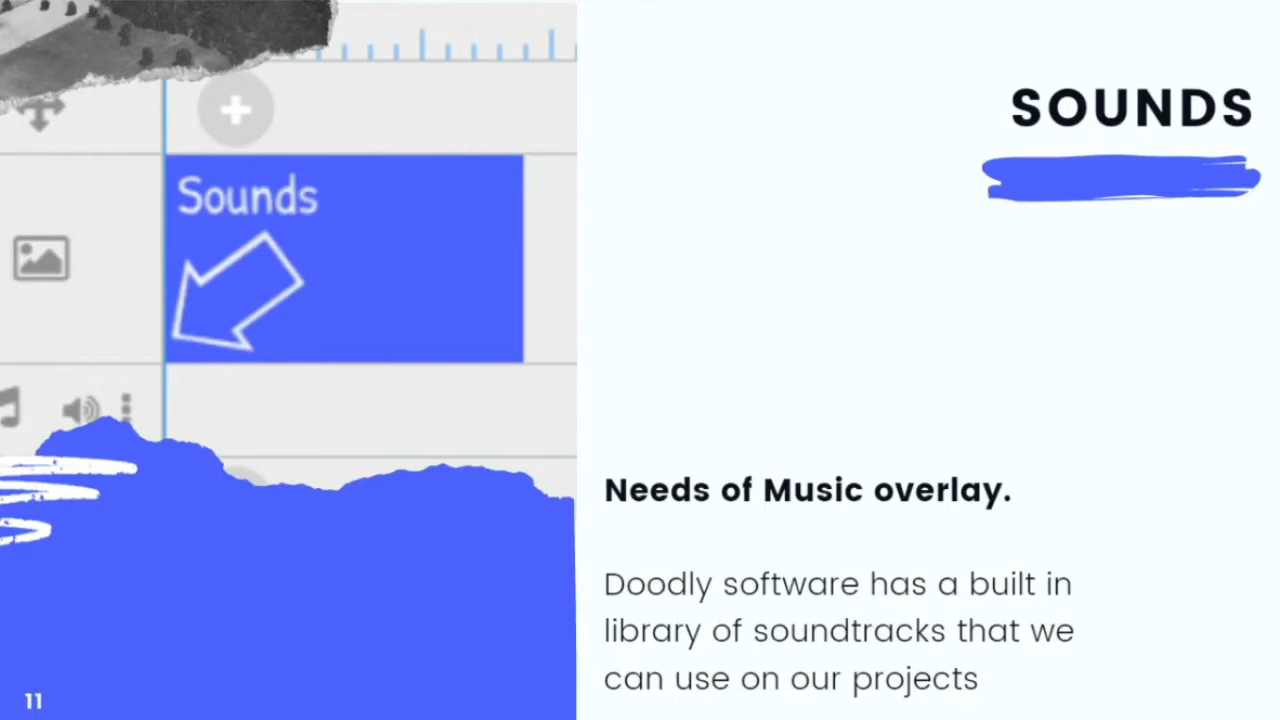 SOUNDS
Sounds
Needs of Music overlay.
Doodly software has a built in
library of soundtracks that we
can use on our projects
11